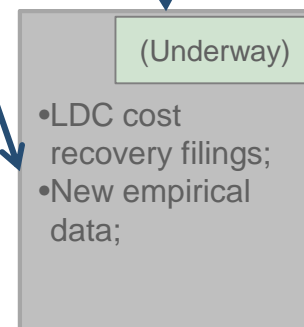 (Underway)
•LDC cost
recovery filings;
•New empirical
data;